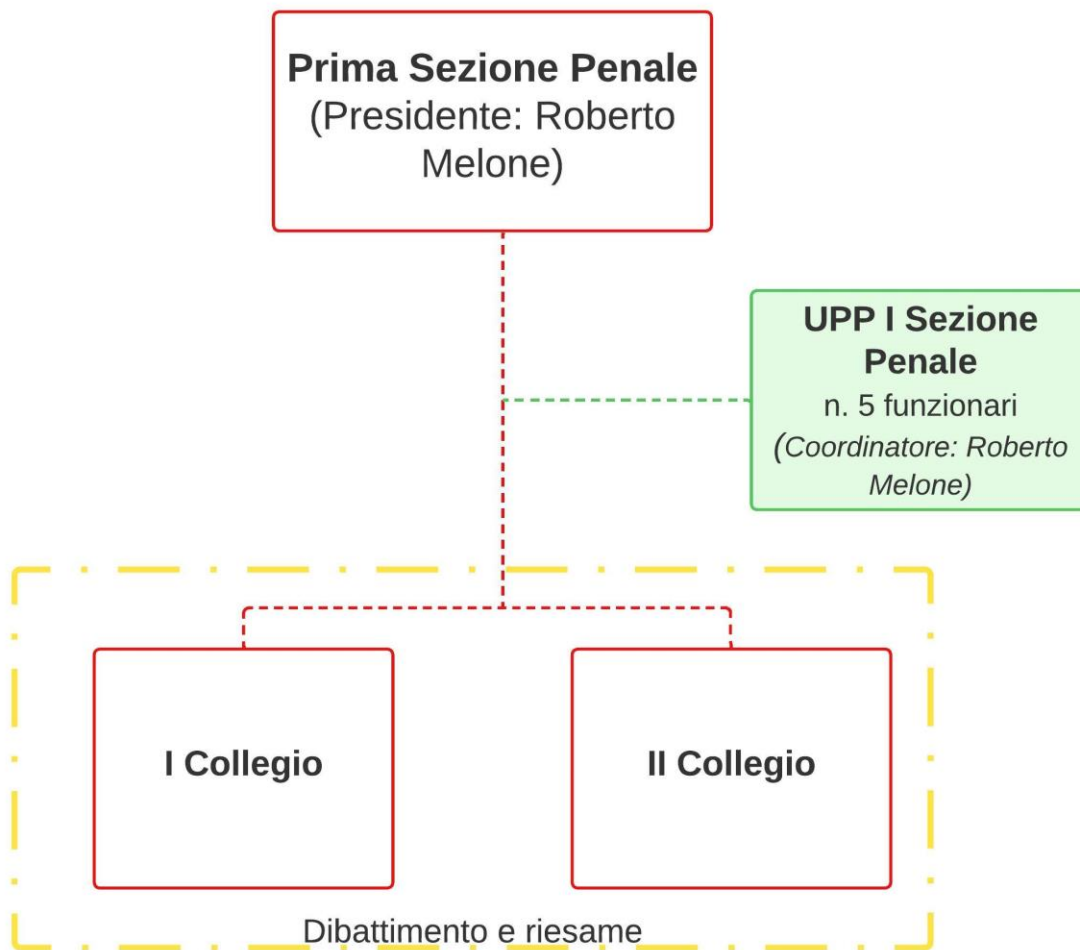 Prima Sezione Penale
(Presidente: Roberto
Melone)
UPP I Sezione
Penale
n. 5 funzionari
(Coordinatore: Roberto
Melone)
I Collegio
II Collegio
Dibattimento e riesame